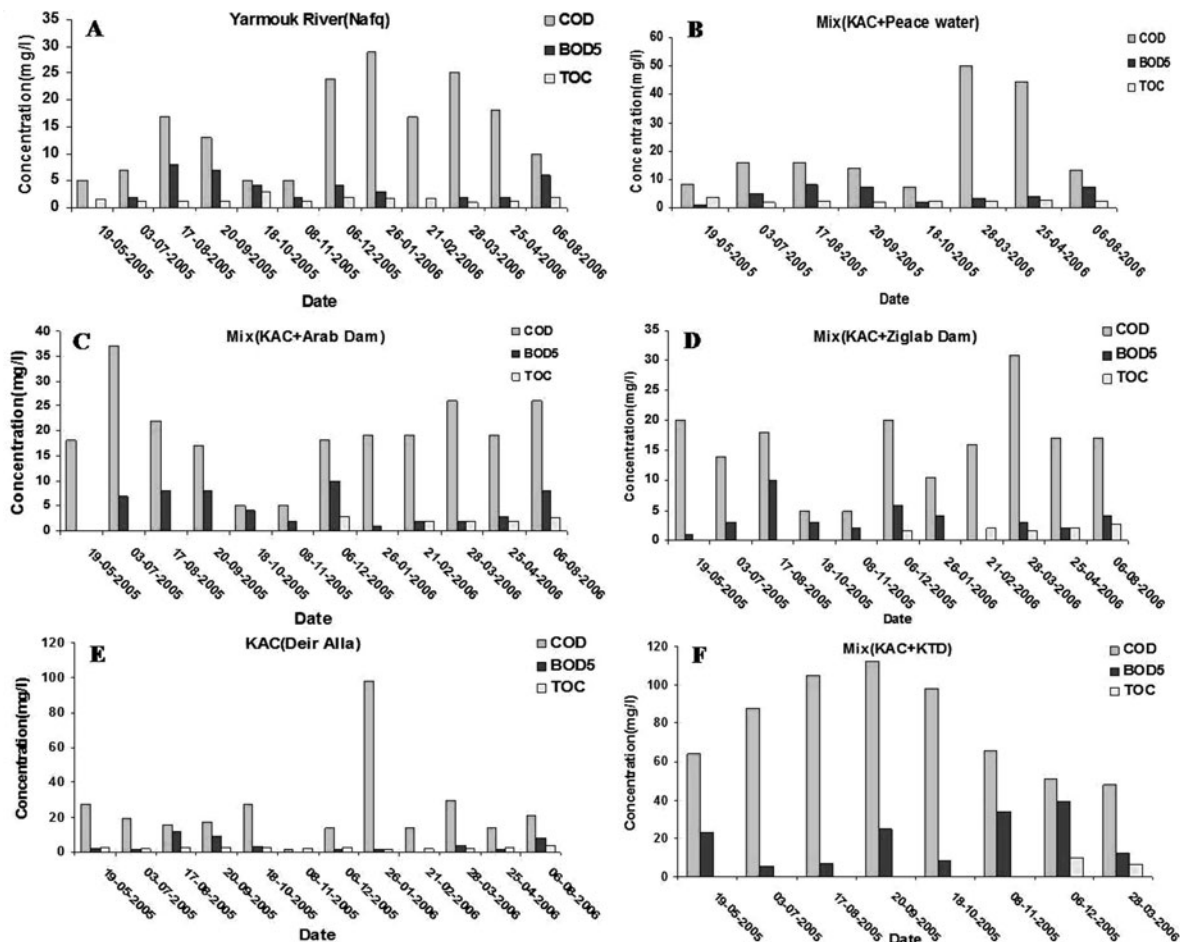 A
Yarmouk River(Nafq)
COD
BOD5
TOC
Concentration(mg/l)
35
30
25
20
15
10
5
0
19-05-2005
03-07-2005
17-08-2005
20-09-2005
18-10-2005
08-11-2005
06-12-2005
26-01-2006
21-02-2006
28-03-2006
25-04-2006
06-08-2006
Date
B
Mix(KAC+Peace water)
COD
BOD5
TOC
Concentration(mg/l)
60
50
40
30
20
10
0
19-05-2005
03-07-2005
17-08-2005
20-09-2005
18-10-2005
28-03-2006
25-04-2006
06-08-2006
Date
C
Mix(KAC+Arab Dam)
COD
BOD5
TOC
Concentration(mg/l)
40
35
30
25
20
15
10
5
0
19-05-2005
03-07-2005
17-08-2005
20-09-2005
18-10-2005
08-11-2005
06-12-2005
26-01-2006
21-02-2006
28-03-2006
25-04-2006
06-08-2006
Date
D
Mix(KAC+Ziglab Dam)
COD
BOD5
TOC
Concentration(mg/l)
35
30
25
20
15
10
5
0
19-05-2005
03-07-2005
17-08-2005
18-10-2005
08-11-2005
06-12-2005
26-01-2006
21-02-2006
28-03-2006
25-04-2006
06-08-2006
Date
E
KAC(Deir Alla)
COD
BOD5
TOC
Concentration(mg/l)
120
100
80
60
40
20
0
19-05-2005
03-07-2005
17-08-2005
20-09-2005
18-10-2005
08-11-2005
06-12-2005
26-01-2006
21-02-2006
28-03-2006
25-04-2006
06-08-2006
Date
F
Mix(KAC+KTD)
COD
BOD5
TOC
Concentration(mg/l)
120
100
80
60
40
20
0
19-05-2005
03-07-2005
17-08-2005
20-09-2005
18-10-2005
08-11-2005
06-12-2005
28-03-2006
Date